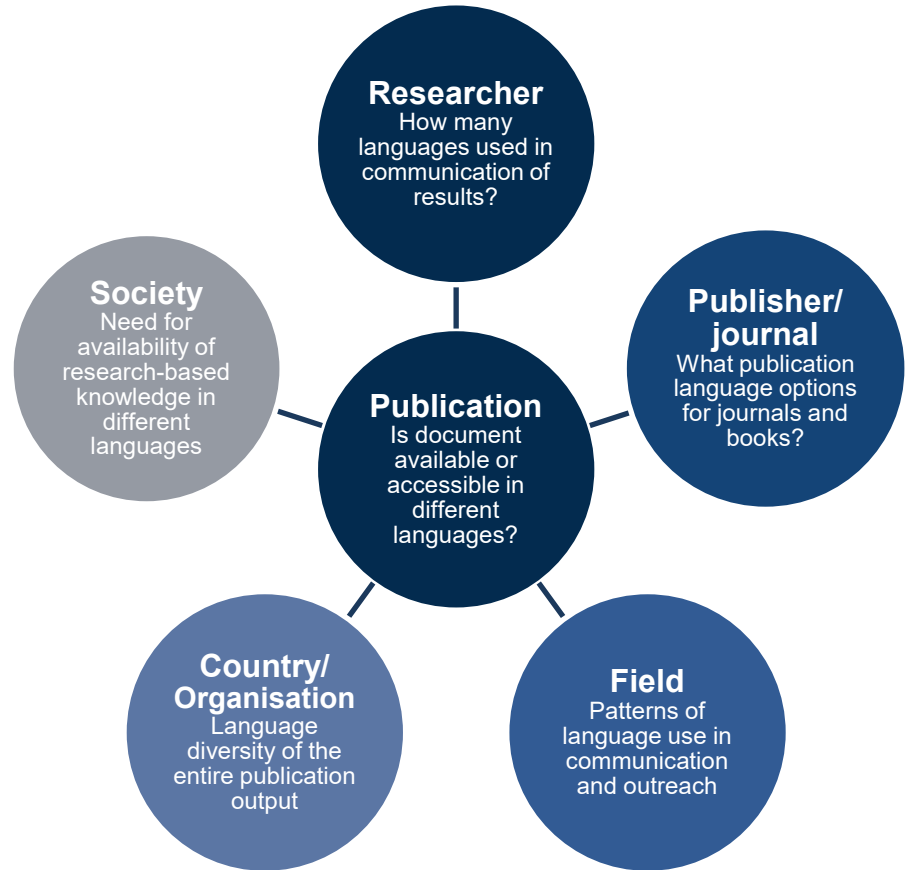 Researcher
How many
languages used in
communication of
results?
Society
Need for
availability of
research-based
knowledge in
different
languages
Publisher/
journal
What publication
language options
for journals and
books?
Publication
Is document
available or
accessible in
different
languages?
Country/
Organisation
Language
diversity of the
entire publication
output
Field
Patterns of
language use in
communication
and outreach